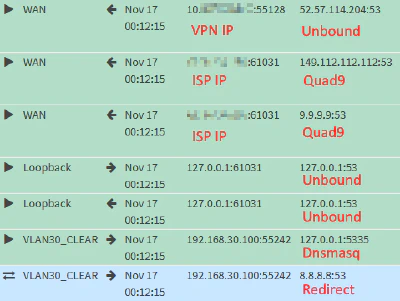 WAN Nov 17 10. :55128 52.57.114.204:53
00:12:15 VPN IP Unbound
WAN Nov 17 :61031 149.112.112.112:53
00:12:15 ISP IP Quad9
WAN Nov 17 :61031 9.9.9.9:53
00:12:15 ISP IP Quad9
Loopback Nov 17 127.0.0.1:61031 127.0.0.1:53
00:12:15 Unbound
Loopback Nov 17 127.0.0.1:61031 127.0.0.1:53
00:12:15 Unbound
VLAN30_CLEAR Nov 17 192.168.30.100:55242 127.0.0.1:5335
00:12:15 Dnsmasq
VLAN30_CLEAR Nov 17 192.168.30.100:55242 8.8.8.8:53
00:12:15 Redirect